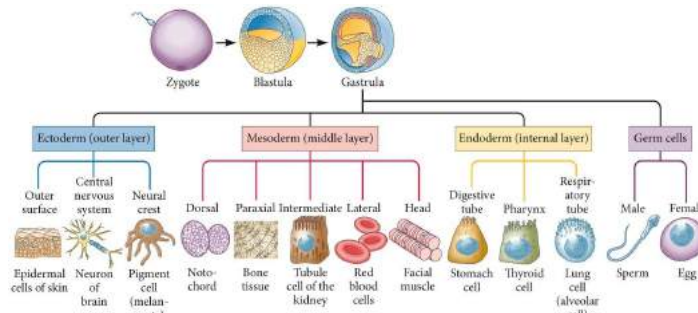 Zygote
Blastula
Gastrula
Ectoderm (outer layer)
Mesoderm (middle layer)
Endoderm (internal layer)
Germ cells
Outer
surface
Central
nervous
system
Neural
crest
Dorsal
Paraxial
Intermediate
Lateral
Head
Digestive
tube
Pharynx
Respir-
atory
tube
Male
Femal
Epidermal
cells of skin
Neuron
of
brain
Pigment
cell
(melan-
Noto-
chord
Bone
tissue
Tubule
cell of the
kidney
Red
blood
cells
Facial
muscle
Stomach
cell
Thyroid
cell
Lung
cell
(alveolar
Sperm
Egg